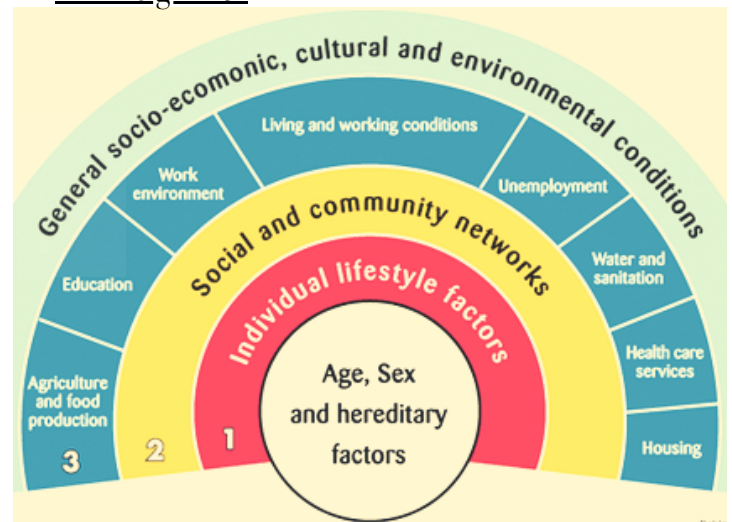 General socio-ecomonic, cultural and environmental conditions
Living and working conditions
Work
environment
Unemployment
Education
Water and
sanitation
Agriculture
and food
production
Health care
services
Housing
Social and community networks
Individual lifestyle factors
Age, Sex
and hereditary
factors
3
2
1